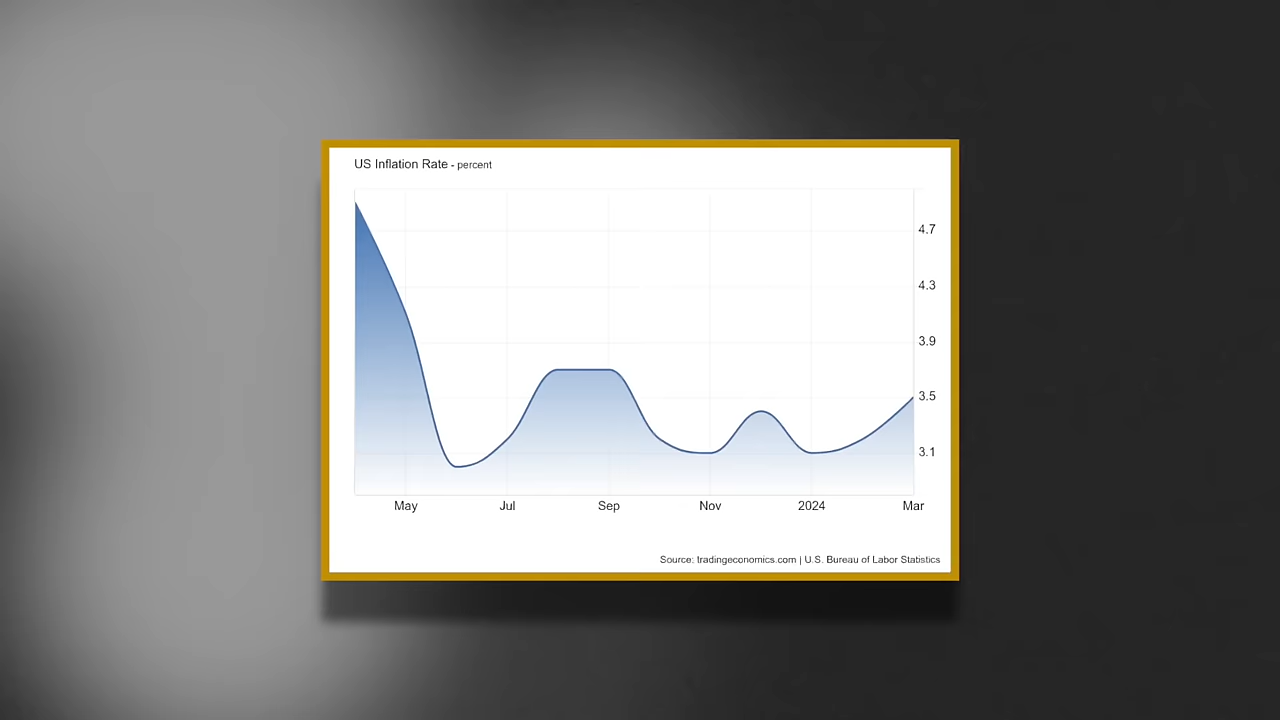 US Inflation Rate - percent
4.7
4.3
3.9
3.5
3.1
May Jul Sep Nov 2024 Mar
Source: tradingeconomics.com | U.S. Bureau of Labor Statistics